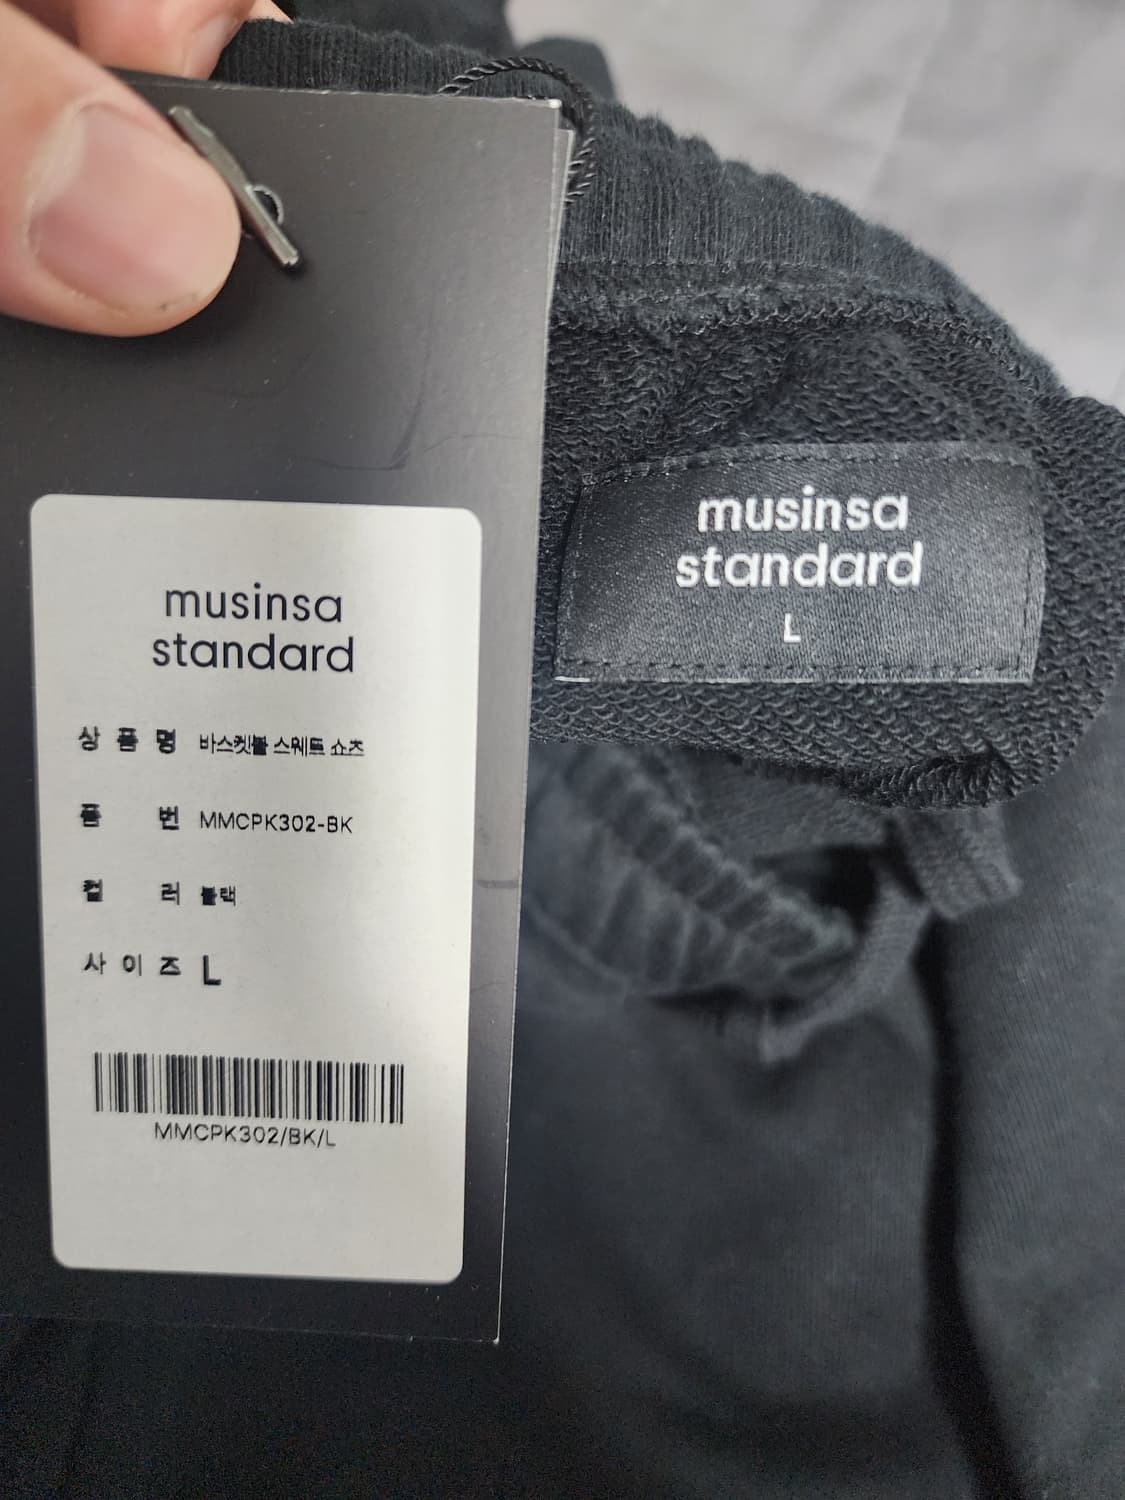 musinsa
standard
상품명 바스켓볼 스웨트 쇼츠
품번 MMCPK302-BK
컬러 블랙
사이즈 L
MMCPK302/BK/L
musinsa
standard
L